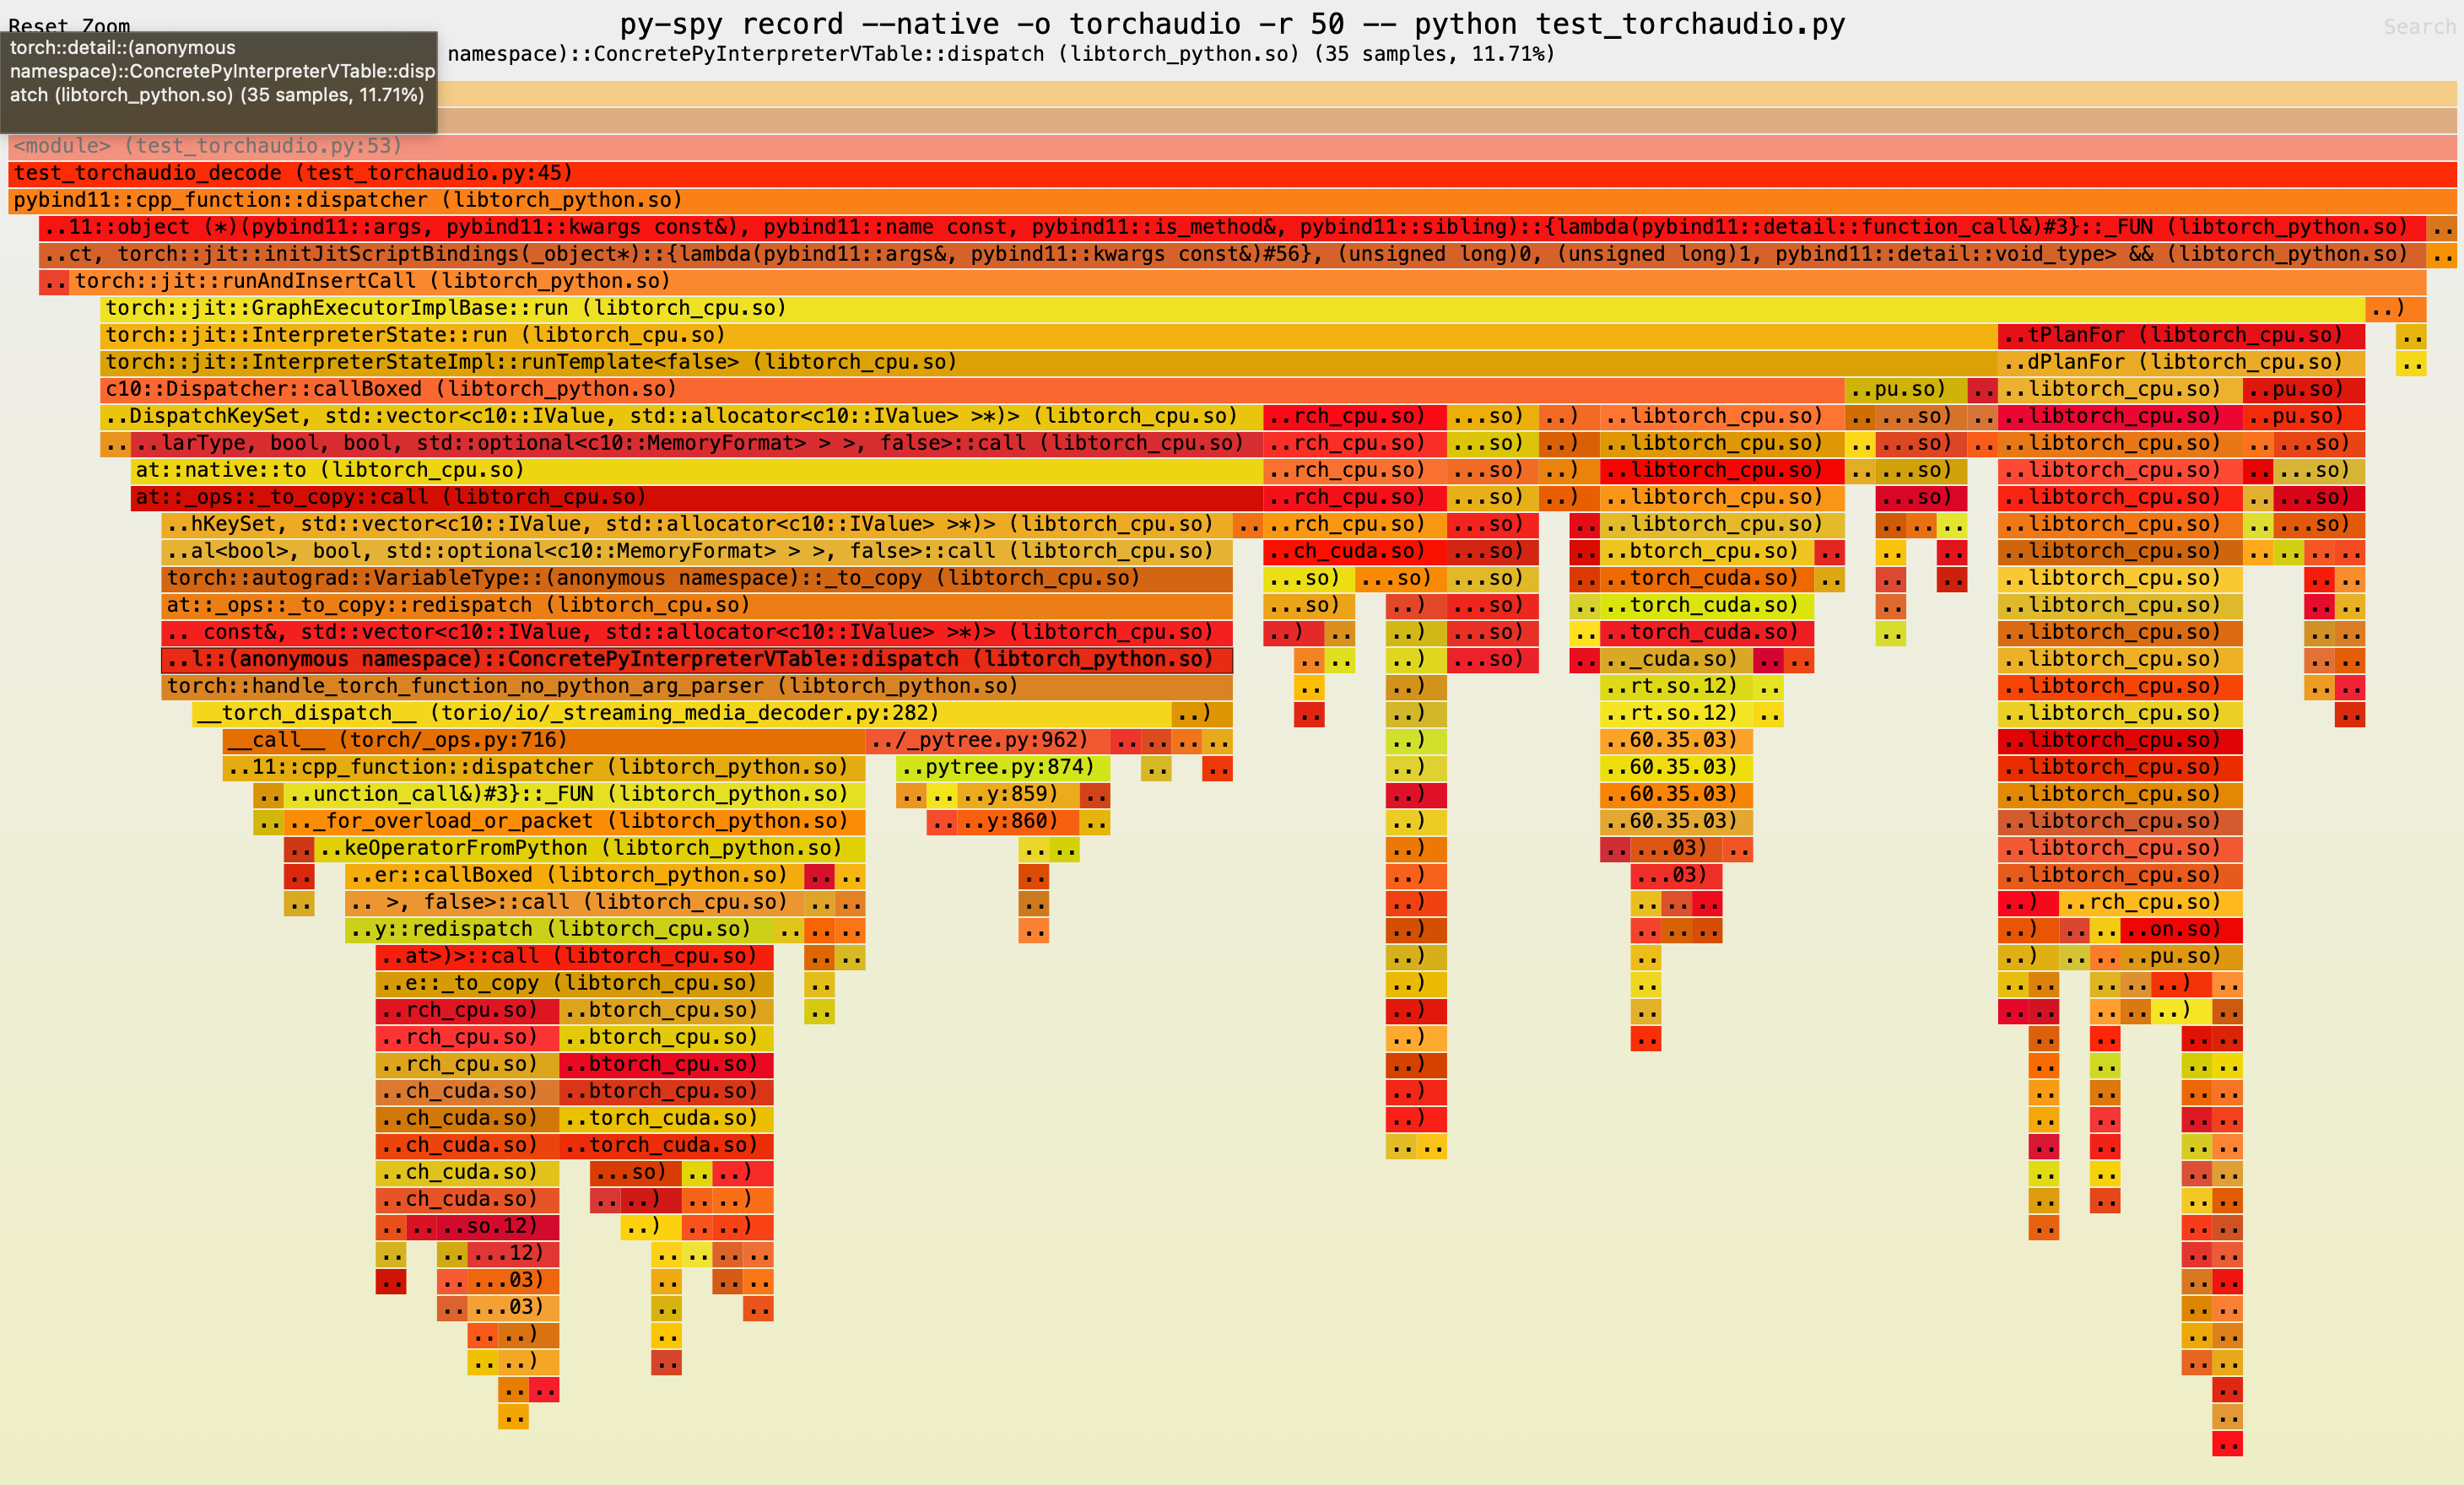 Reset Zoom
py-spy record --native -o torchaudio -r 50 -- python test_torchaudio.py
Search
torch::detail::(anonymous
namespace)::ConcretePyInterpreterVTable::disp
atch (libtorch_python.so) (35 samples, 11.71%)
namespace)::ConcretePyInterpreterVTable::dispatch (libtorch_python.so) (35 samples, 11.71%)
<module> (test_torchaudio.py:53)
test_torchaudio_decode (test_torchaudio.py:45)
pybind11::cpp_function::dispatcher (libtorch_python.so)
..11::object (*)(pybind11::args, pybind11::kwargs const&), pybind11::name const, pybind11::is_method&, pybind11::sibling)::{lambda(pybind11::detail::function_call&)#3}::_FUN (libtorch_python.so) ..
..ct, torch::jit::initJitScriptBindings(_object*)::{lambda(pybind11::args&, pybind11::kwargs const&)#56}, (unsigned long)0, (unsigned long)1, pybind11::detail::void_type> && (libtorch_python.so) ..
.. torch::jit::runAndInsertCall (libtorch_python.so)
torch::jit::GraphExecutorImplBase::run (libtorch_cpu.so) ..)
torch::jit::InterpreterState::run (libtorch_cpu.so) ..tPlanFor (libtorch_cpu.so) ..
torch::jit::InterpreterStateImpl::runTemplate<false> (libtorch_cpu.so) ..dPlanFor (libtorch_cpu.so) ..
c10::Dispatcher::callBoxed (libtorch_python.so) ..pu.so) .. ..libtorch_cpu.so) ..pu.so)
..DispatchKeySet, std::vector<c10::IValue, std::allocator<c10::IValue> >*)> (libtorch_cpu.so) ..rch_cpu.so) ...so) ..) ..libtorch_cpu.so) .. ...so) .. ..libtorch_cpu.so) ..pu.so)
.. ..larType, bool, bool, std::optional<c10::MemoryFormat> > >, false>::call (libtorch_cpu.so) ..rch_cpu.so) ...so) ..) ..libtorch_cpu.so) .. ...so) .. ..libtorch_cpu.so) .. ...so)
at::native::to (libtorch_cpu.so) ..rch_cpu.so) ...so) ..) ..libtorch_cpu.so) .. ...so) ..libtorch_cpu.so) .. ...so)
at::_ops::_to_copy::call (libtorch_cpu.so) ..rch_cpu.so) ...so) ..) ..libtorch_cpu.so) ...so) ..libtorch_cpu.so) .. ...so)
..hKeySet, std::vector<c10::IValue, std::allocator<c10::IValue> >*)> (libtorch_cpu.so) .. ..rch_cpu.so) ...so) .. ..libtorch_cpu.so) .. .. .. ..libtorch_cpu.so) .. ...so)
..al<bool>, bool, std::optional<c10::MemoryFormat> > >, false>::call (libtorch_cpu.so) ..ch_cuda.so) ...so) .. ..btorch_cpu.so) .. .. .. ..libtorch_cpu.so) .. .. .. ..
torch::autograd::VariableType::(anonymous namespace)::_to_copy (libtorch_cpu.so) ...so) ...so) ...so) .. ..torch_cuda.so) .. .. .. ..libtorch_cpu.so) .. ..
at::_ops::_to_copy::redispatch (libtorch_cpu.so) ...so) ..) ...so) .. ..torch_cuda.so) .. ..libtorch_cpu.so) .. ..
.. const&, std::vector<c10::IValue, std::allocator<c10::IValue> >*)> (libtorch_cpu.so) ..) .. ..) ...so) .. ..torch_cuda.so) .. ..libtorch_cpu.so) .. ..
..l::(anonymous namespace)::ConcretePyInterpreterVTable::dispatch (libtorch_python.so) .. .. ..) ...so) .. .._cuda.so) .. .. ..libtorch_cpu.so) .. ..
torch::handle_torch_function_no_python_arg_parser (libtorch_python.so) .. ..) ..rt.so.12) .. ..libtorch_cpu.so) .. ..
__torch_dispatch__ (torio/io/_streaming_media_decoder.py:282) ..) .. ..) ..rt.so.12) .. ..libtorch_cpu.so) ..
__call__ (torch/_ops.py:716) ../_pytree.py:962) .. .. .. .. ..) ..60.35.03) ..libtorch_cpu.so)
..11::cpp_function::dispatcher (libtorch_python.so) ..pytree.py:874) .. .. ..) ..60.35.03) ..libtorch_cpu.so)
.. ..unction_call&)#3}::_FUN (libtorch_python.so) .. .. ..y:859) .. ..) ..60.35.03) ..libtorch_cpu.so)
.. .._for_overload_or_packet (libtorch_python.so) .. ..y:860) .. ..) ..60.35.03) ..libtorch_cpu.so)
.. ..keOperatorFromPython (libtorch_python.so) .. .. ..) .. ...03) .. ..libtorch_cpu.so)
.. ..er::callBoxed (libtorch_python.so) .. .. .. ..) ...03) ..libtorch_cpu.so)
.. .. >, false>::call (libtorch_cpu.so) .. .. .. ..) .. .. .. ..) ..rch_cpu.so)
..y::redispatch (libtorch_cpu.so) .. .. .. .. ..) .. .. .. ..) .. .. ..on.so)
..at>)>::call (libtorch_cpu.so) .. .. ..) .. ..) .. .. ..pu.so)
..e::_to_copy (libtorch_cpu.so) .. ..) .. .. .. .. .. ..) ..
..rch_cpu.so) ..btorch_cpu.so) .. ..) .. .. .. .. .. ..) ..
..rch_cpu.so) ..btorch_cpu.so) ..) .. .. .. .. ..
..rch_cpu.so) ..btorch_cpu.so) ..) .. .. .. ..
..ch_cuda.so) ..btorch_cpu.so) ..) .. .. .. ..
..ch_cuda.so) ..torch_cuda.so) ..) .. .. .. ..
..ch_cuda.so) ..torch_cuda.so) .. .. .. .. .. ..
..ch_cuda.so) ...so) .. ..) .. .. .. ..
..ch_cuda.so) .. ..) .. ..) .. .. .. ..
.. .. ..so.12) ..) .. ..) .. .. ..
.. .. ...12) .. .. .. .. .. ..
.. .. ...03) .. .. .. .. ..
.. ...03) .. .. .. ..
.. ..) .. .. ..
.. ..) .. .. ..
.. .. ..
.. ..
..